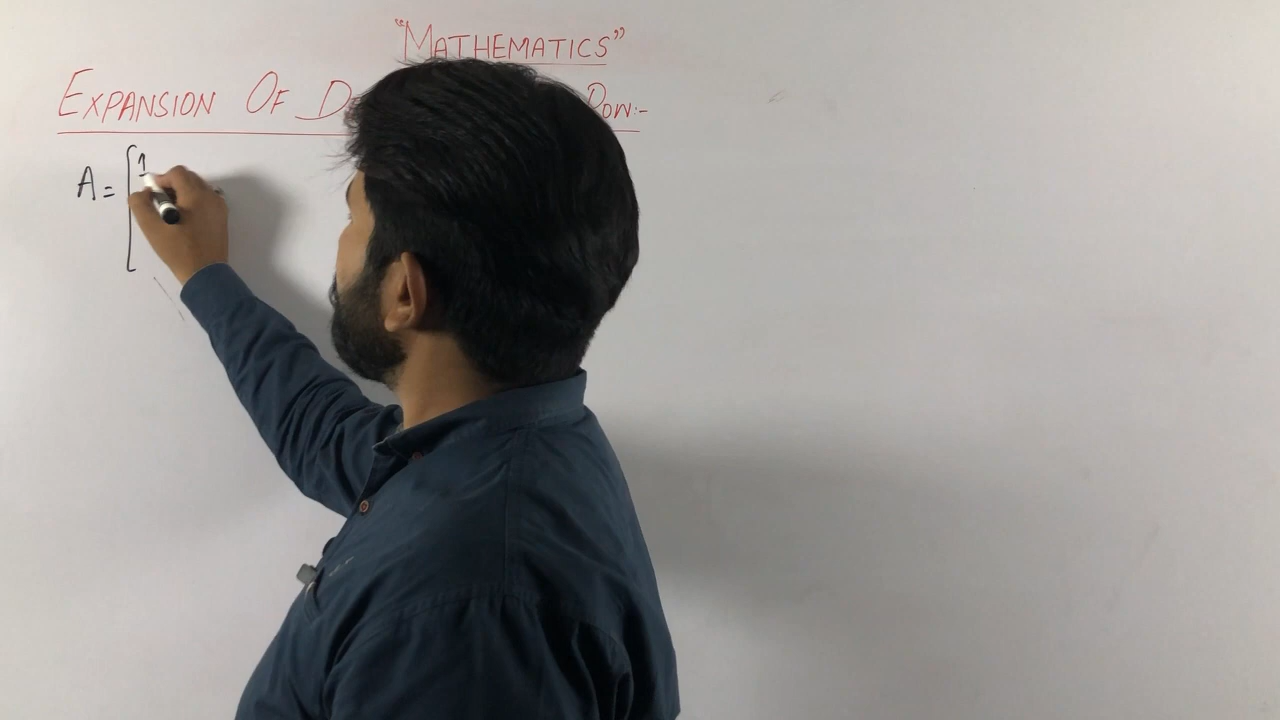 "MATHEMATICS"
EXPANSION OF ROW:-
A = [ 1